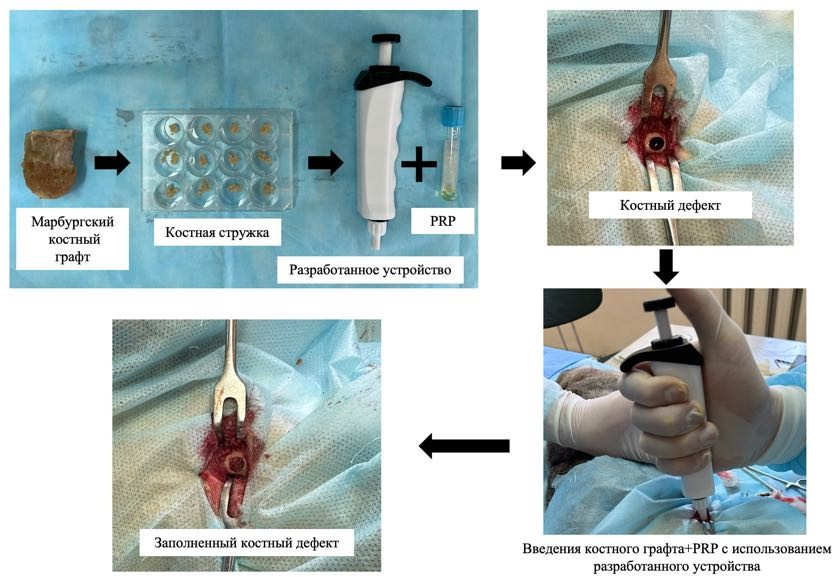 Марбургский
костный
графт
Костная стружка
PRP
Разработанное устройство
Костный дефект
Введения костного графта+PRP с использованием
разработанного устройства
Заполненный костный дефект